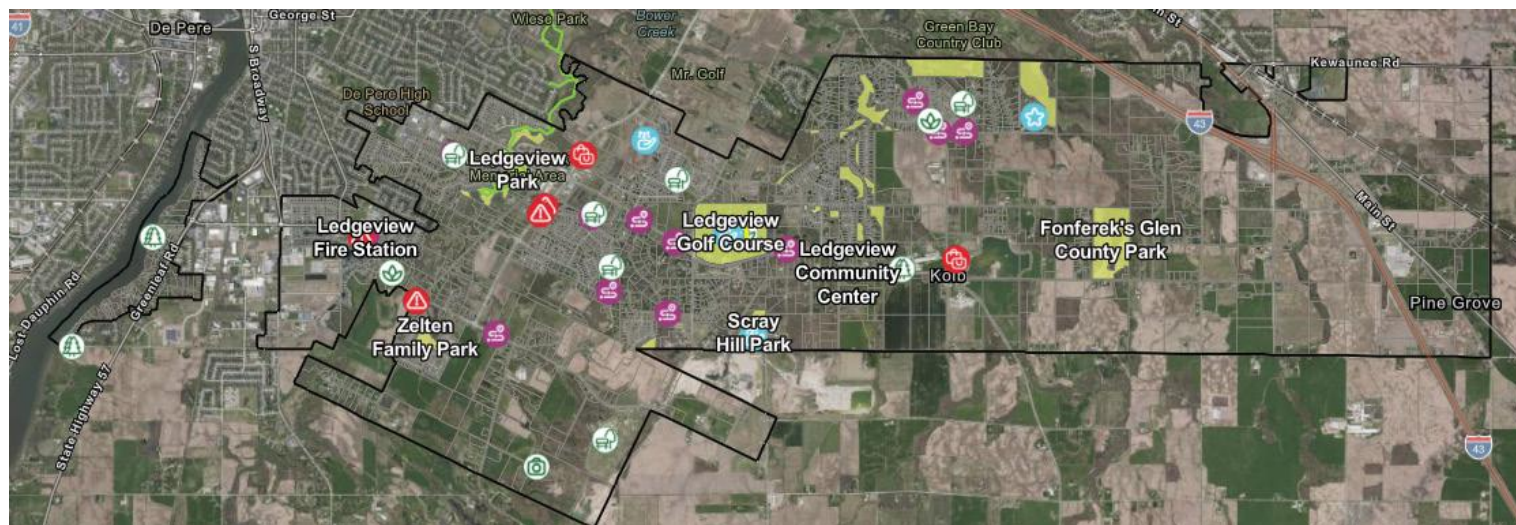 41
De Pere
George St
S Broadway
Wiese Park
Bower
Creek
Mr. Golf
Green Bay
Country Club
Kewaunee Rd
De Pere High
School
43
Ledgeview
Park
Ledgeview
Fire Station
Ledgeview
Golf Course
Ledgeview
Community
Center
Kolb
Fonferek's Glen
County Park
Main St
Pine Grove
Lost Dauphin Rd
Greenleaf Rd
State Highway 57
Zelten
Family Park
Scray
Hill Park
43